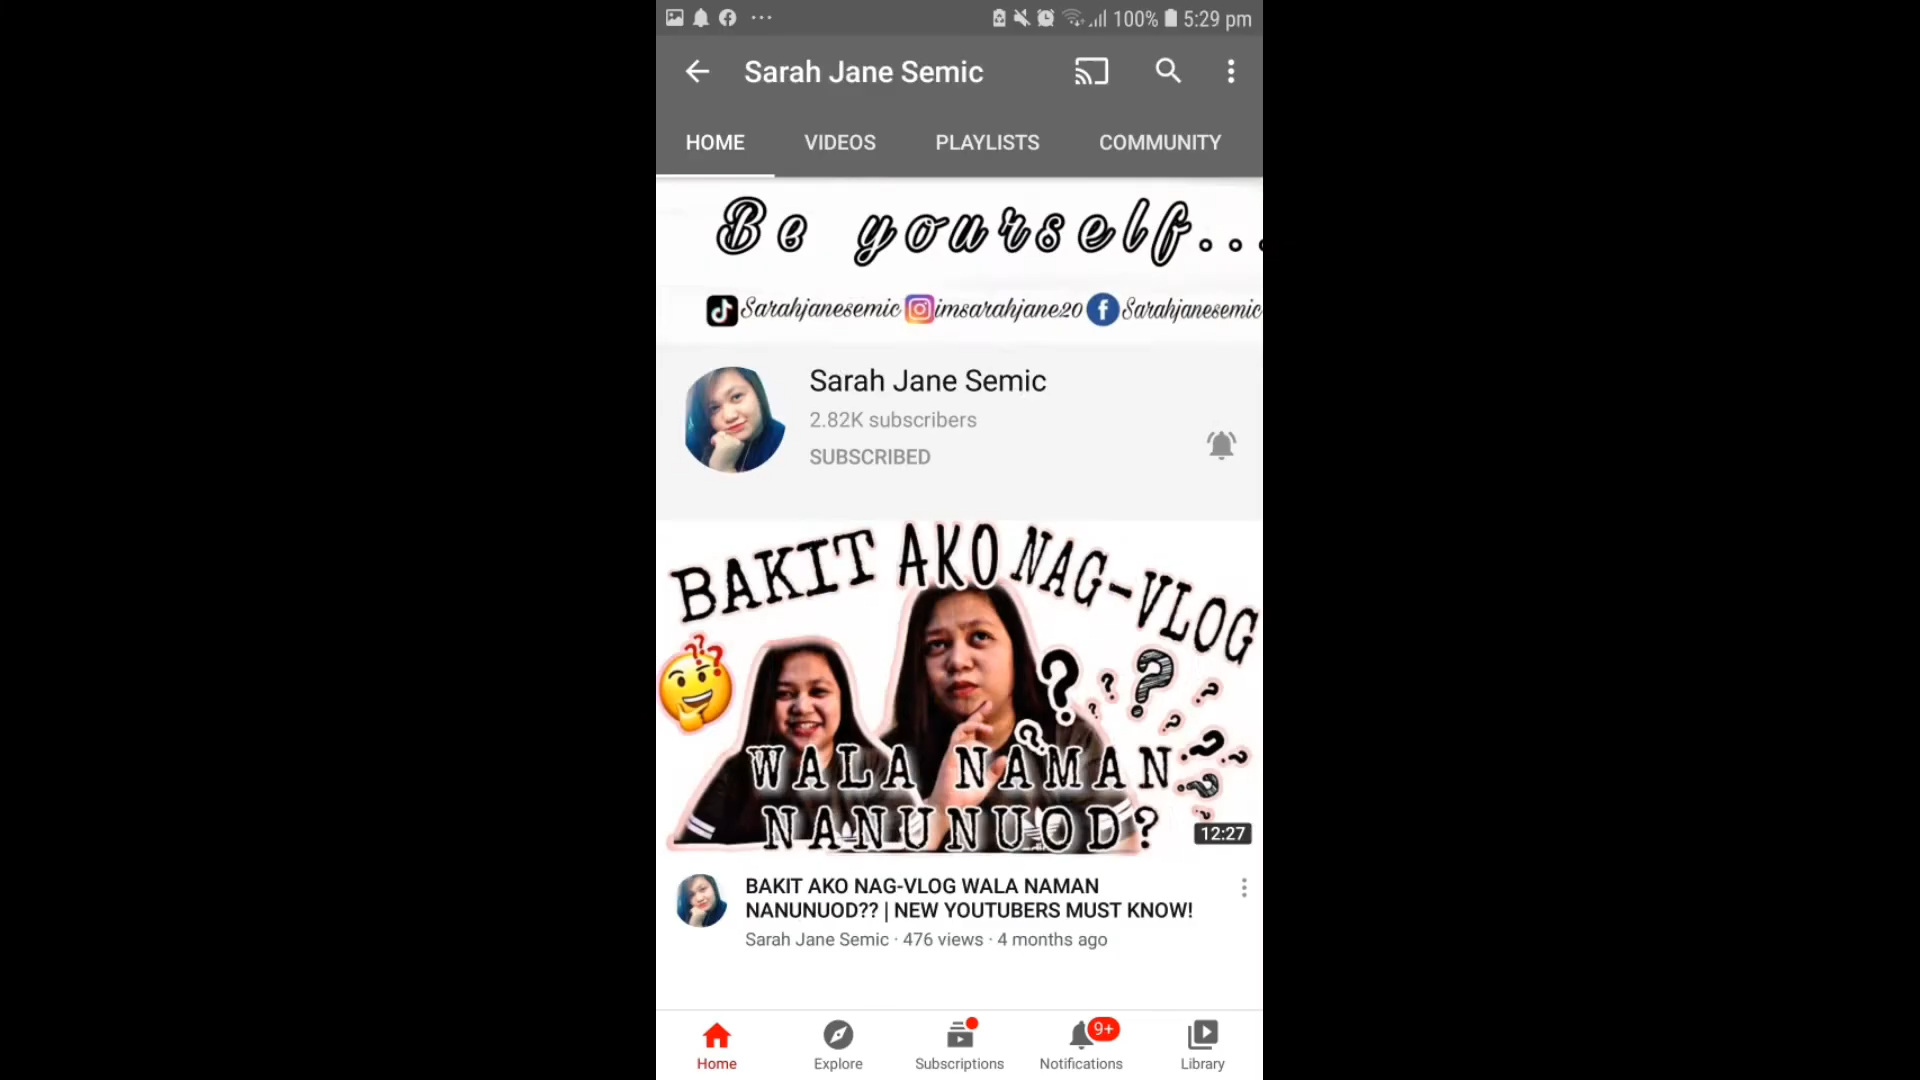 100% 5:29 pm
Sarah Jane Semic
HOME VIDEOS PLAYLISTS COMMUNITY
Be yourself...
Sarahjanesemic imsarahjane20 Sarahjanesemic
Sarah Jane Semic
2.82K subscribers
SUBSCRIBED
BAKIT AKO NAG-VLOG
WALA NAMAN
NANUNUOD?
12:27
BAKIT AKO NAG-VLOG WALA NAMAN
NANUNUOD?? | NEW YOUTUBERS MUST KNOW!
Sarah Jane Semic · 476 views · 4 months ago
9+
Home Explore Subscriptions Notifications Library